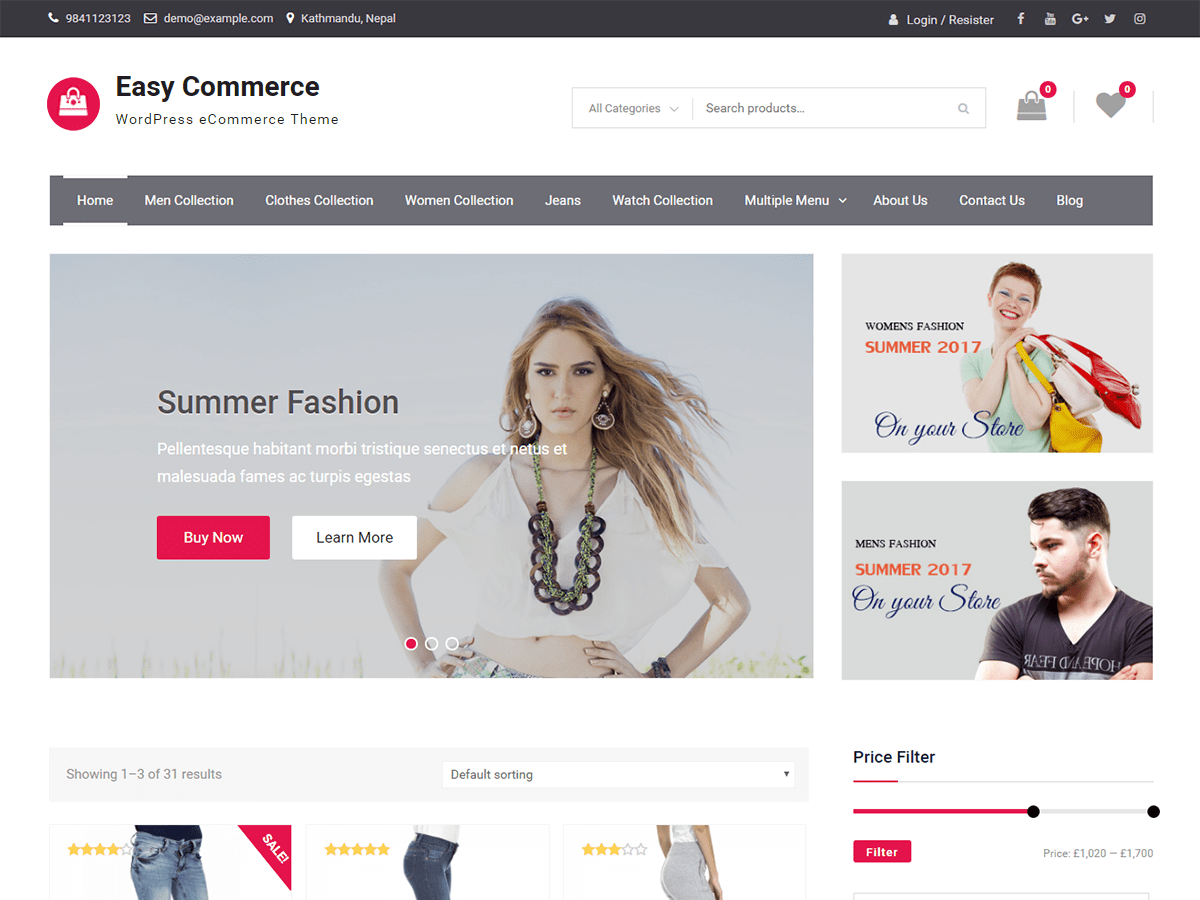 9841123123 demo@example.com Kathmandu, Nepal Login / Resister
Easy Commerce
WordPress eCommerce Theme
All Categories Search products... 0 0
Home Men Collection Clothes Collection Women Collection Jeans Watch Collection Multiple Menu About Us Contact Us Blog
Summer Fashion
Pellentesque habitant morbi tristique senectus et netus et
malesuada fames ac turpis egestas
Buy Now Learn More
WOMENS FASHION
SUMMER 2017
On your Store
MENS FASHION
SUMMER 2017
On your Store
HOPE AND FEAR
Showing 1–3 of 31 results Default sorting
SALE!
Price Filter
Filter Price: £1,020 — £1,700